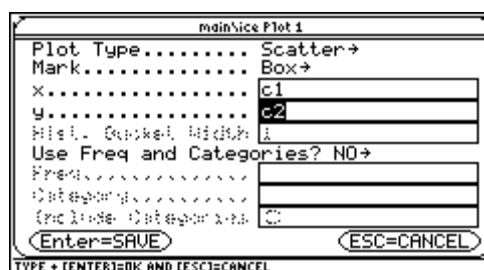 main\ice Plot 1
Plot Type......... Scatter→
Mark............... Box→
x.................. c1
y.................. c2
Hist. Bucket Width 1
Use Freq and Categories? NO→
Freq..............
Category..........
Include Categories {}
Enter=SAVE ESC=CANCEL
TYPE + [ENTER]=OK AND [ESC]=CANCEL